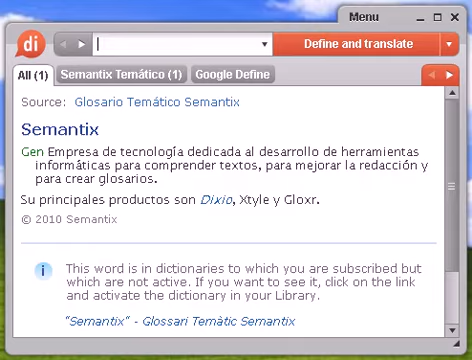 Menu
di
Define and translate
All (1) Semantix Temático (1) Google Define
Source: Glosario Temático Semantix
Semantix
Gen Empresa de tecnología dedicada al desarrollo de herramientas
informáticas para comprender textos, para mejorar la redacción y
para crear glosarios.
Su principales productos son Dixio, Xtyle y Gloxr.
© 2010 Semantix
i
This word is in dictionaries to which you are subscribed but
which are not active. If you want to see it, click on the link
and activate the dictionary in your Library.
"Semantix" - Glossari Temàtic Semantix